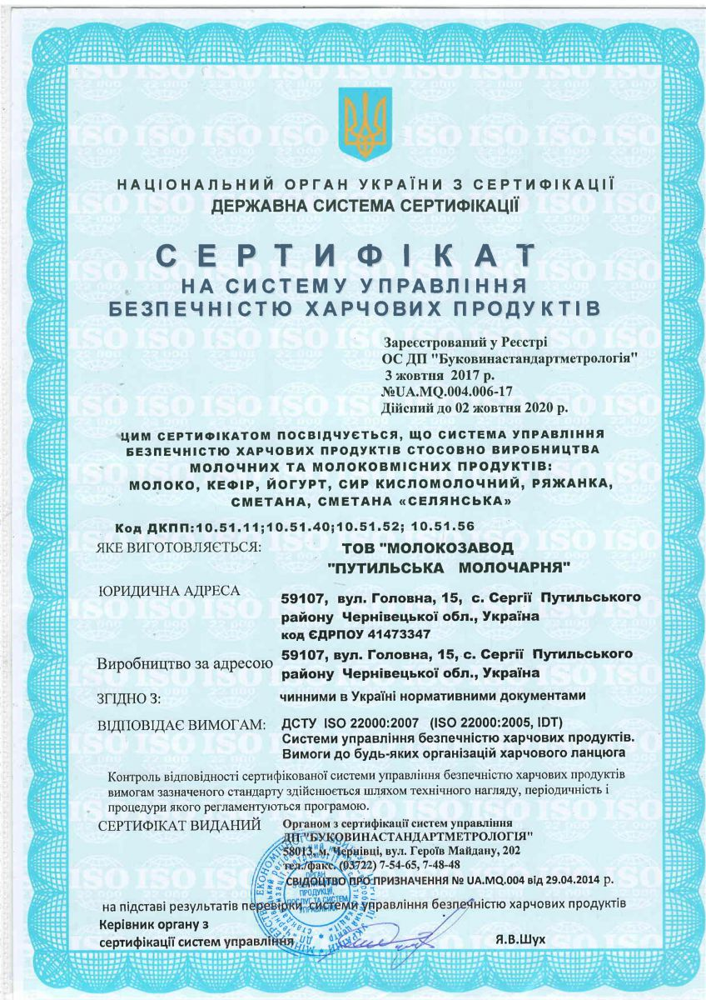 НАЦІОНАЛЬНИЙ ОРГАН УКРАЇНИ З СЕРТИФІКАЦІЇ
ДЕРЖАВНА СИСТЕМА СЕРТИФІКАЦІЇ
СЕРТИФІКАТ
НА СИСТЕМУ УПРАВЛІННЯ
БЕЗПЕЧНІСТЮ ХАРЧОВИХ ПРОДУКТІВ
Зареєстрований у Реєстрі
ОС ДП "Буковинастандартметрологія"
3 жовтня 2017 р.
№UA.MQ.004.006-17
Дійсний до 02 жовтня 2020 р.
ЦИМ СЕРТИФІКАТОМ ПОСВІДЧУЄТЬСЯ, ЩО СИСТЕМА УПРАВЛІННЯ
БЕЗПЕЧНІСТЮ ХАРЧОВИХ ПРОДУКТІВ СТОСОВНО ВИРОБНИЦТВА
МОЛОЧНИХ ТА МОЛОКОВМІСНИХ ПРОДУКТІВ:
МОЛОКО, КЕФІР, ЙОГУРТ, СИР КИСЛОМОЛОЧНИЙ, РЯЖАНКА,
СМЕТАНА, СМЕТАНА «СЕЛЯНСЬКА»
Код ДКПП:10.51.11;10.51.40;10.51.52; 10.51.56
ЯКЕ ВИГОТОВЛЯЄТЬСЯ: ТОВ "МОЛОКОЗАВОД
"ПУТИЛЬСЬКА МОЛОЧАРНЯ"
ЮРИДИЧНА АДРЕСА 59107, вул. Головна, 15, с. Сергії Путильського
району Чернівецької обл., Україна
код ЄДРПОУ 41473347
Виробництво за адресою 59107, вул. Головна, 15, с. Сергії Путильського
району Чернівецької обл., Україна
ЗГІДНО З: чинними в Україні нормативними документами
ВІДПОВІДАЄ ВИМОГАМ: ДСТУ ISO 22000:2007 (ISO 22000:2005, IDT)
Системи управління безпечністю харчових продуктів.
Вимоги до будь-яких організацій харчового ланцюга
Контроль відповідності сертифікованої системи управління безпечністю харчових продуктів
вимогам зазначеного стандарту здійснюється шляхом технічного нагляду, періодичність і
процедури якого регламентуються програмою.
СЕРТИФІКАТ ВИДАНИЙ Органом з сертифікації систем управління
ДП "БУКОВИНАСТАНДАРТМЕТРОЛОГІЯ"
58013, м. Чернівці, вул. Героїв Майдану, 202
тел./факс. (03722) 7-54-65, 7-48-48
СВІДОЦТВО ПРО ПРИЗНАЧЕННЯ № UA.MQ.004 від 29.04.2014 р.
на підставі результатів перевірки системи управління безпечністю харчових продуктів
Керівник органу з
сертифікації систем управління Я.В.Шух